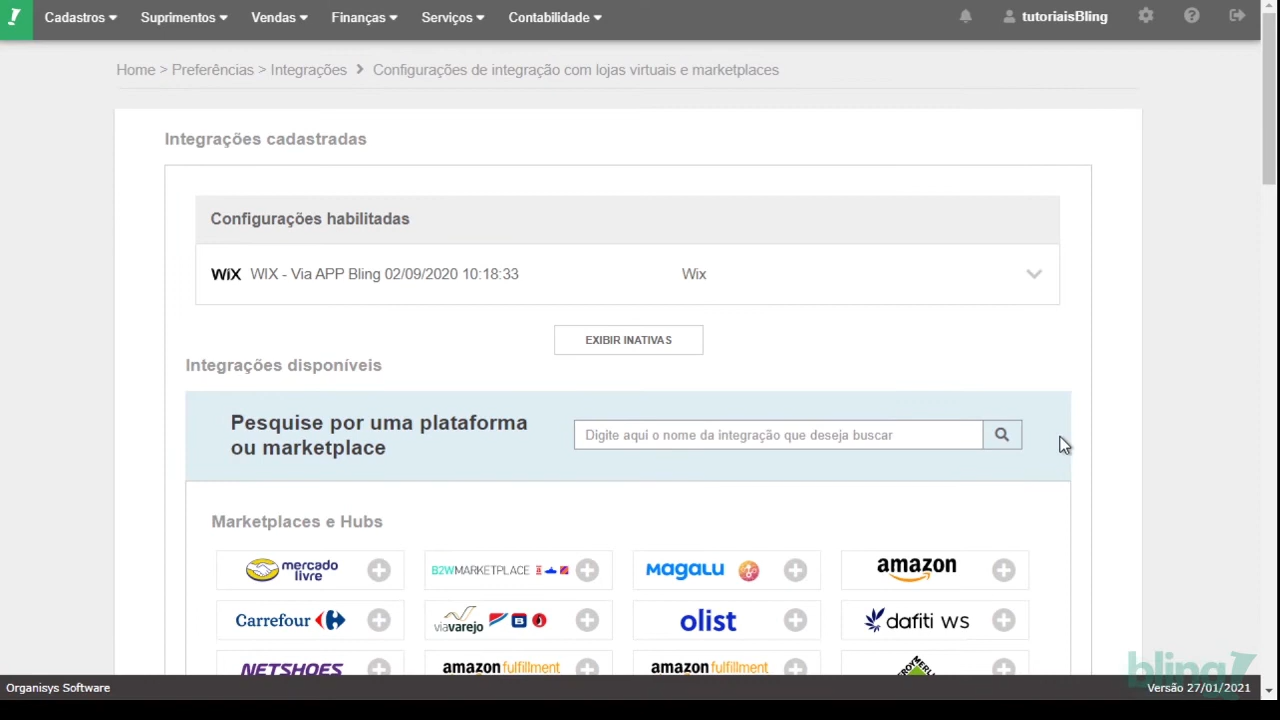 Cadastros Suprimentos Vendas Finanças Serviços Contabilidade tutoriaisBling
Home > Preferências > Integrações > Configurações de integração com lojas virtuais e marketplaces
Integrações cadastradas
Configurações habilitadas
WiX WIX - Via APP Bling 02/09/2020 10:18:33 Wix
EXIBIR INATIVAS
Integrações disponíveis
Pesquise por uma plataforma
ou marketplace
Digite aqui o nome da integração que deseja buscar
Marketplaces e Hubs
mercado
livre
B2WMARKETPLACE
MAGALU
amazon
Carrefour
viavarejo
olist
dafiti ws
NETSHOES
amazon fulfillment
amazon fulfillment
bling
Organisys Software
Versão 27/01/2021